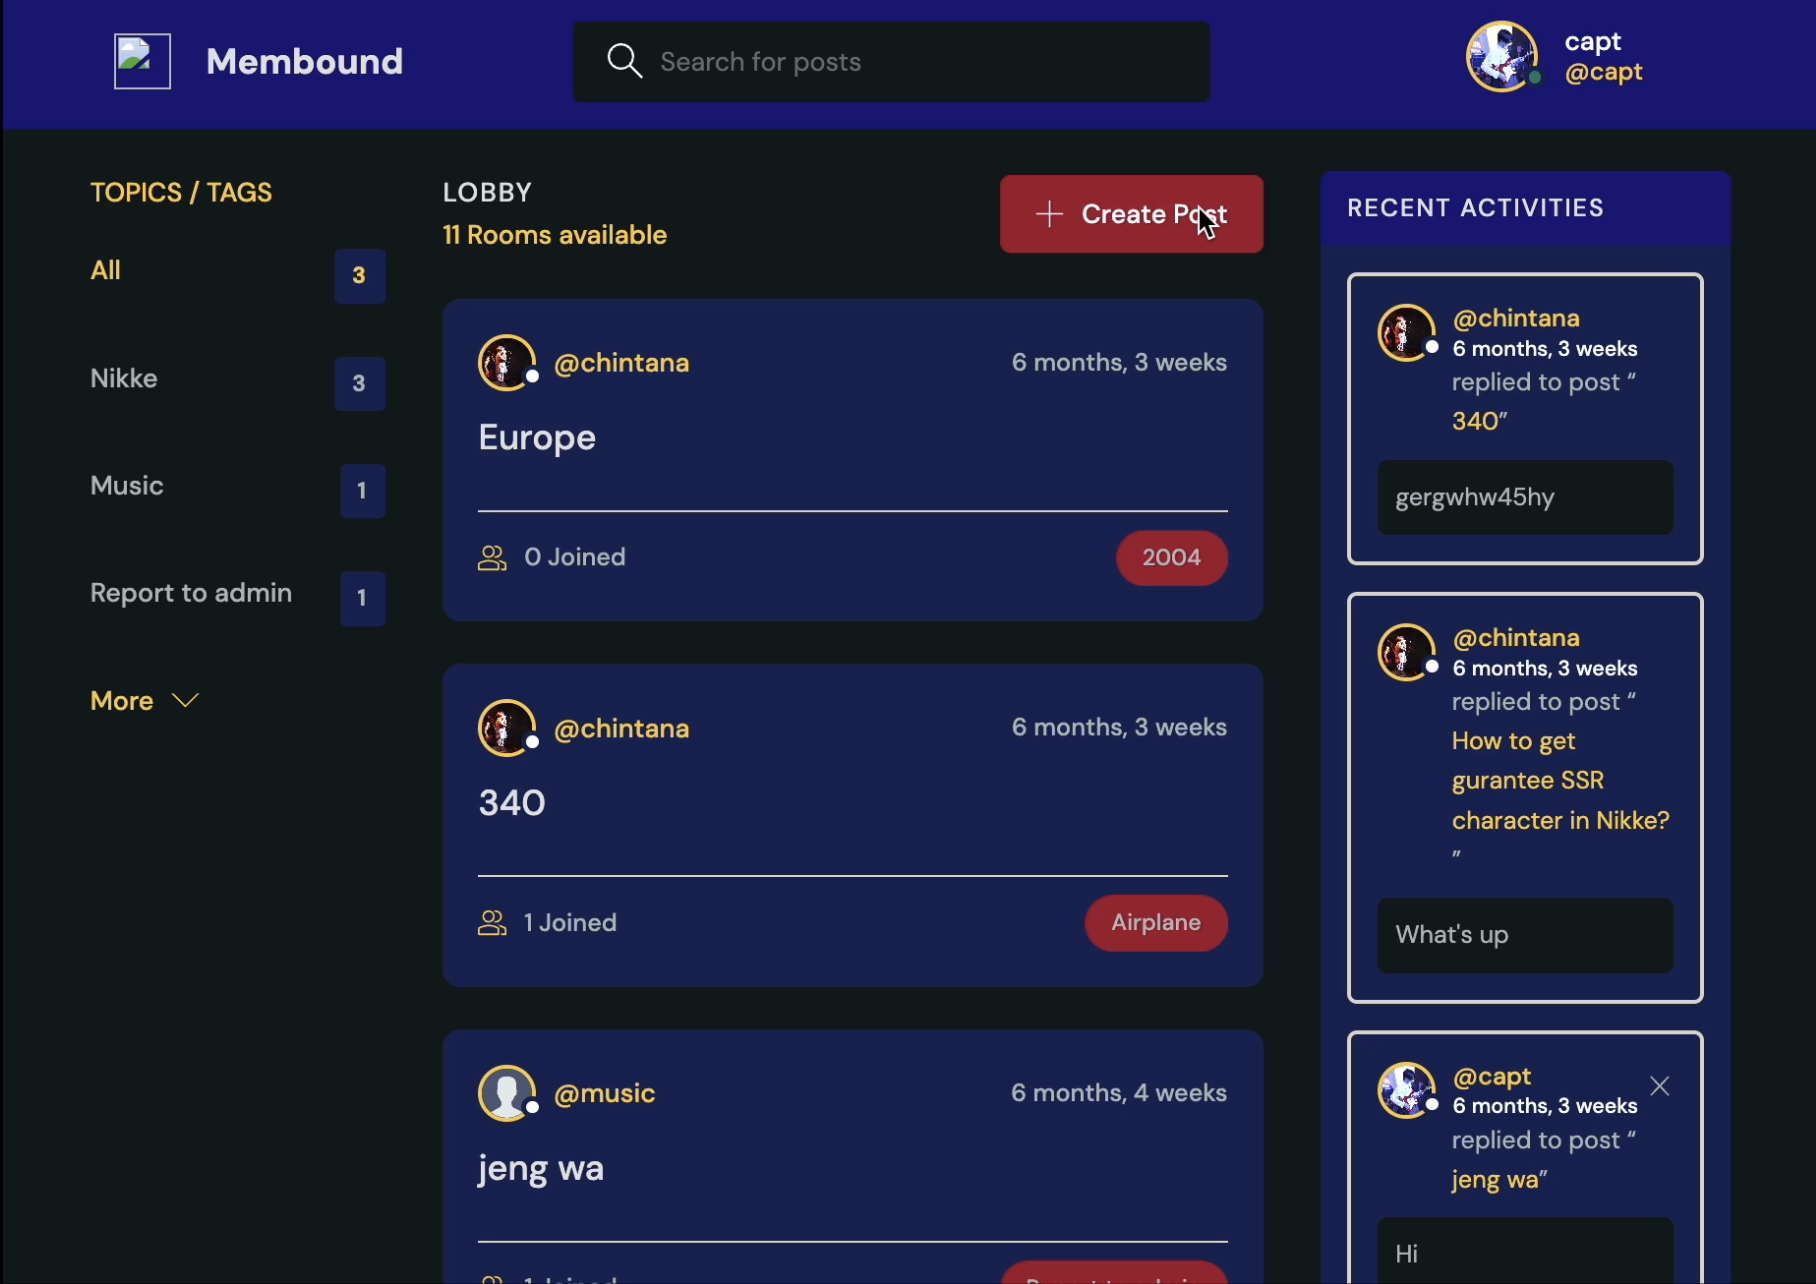 Membound
Search for posts
capt
@capt
TOPICS / TAGS
All
3
Nikke
3
Music
1
Report to admin
1
More
LOBBY
11 Rooms available
Create Post
@chintana
6 months, 3 weeks
Europe
0 Joined
2004
@chintana
6 months, 3 weeks
340
1 Joined
Airplane
@music
6 months, 4 weeks
jeng wa
1 Joined
RECENT ACTIVITIES
@chintana
6 months, 3 weeks
replied to post “
340”
gergwhw45hy
@chintana
6 months, 3 weeks
replied to post “
How to get
gurantee SSR
character in Nikke?
”
What's up
@capt
6 months, 3 weeks
replied to post “
jeng wa”
Hi